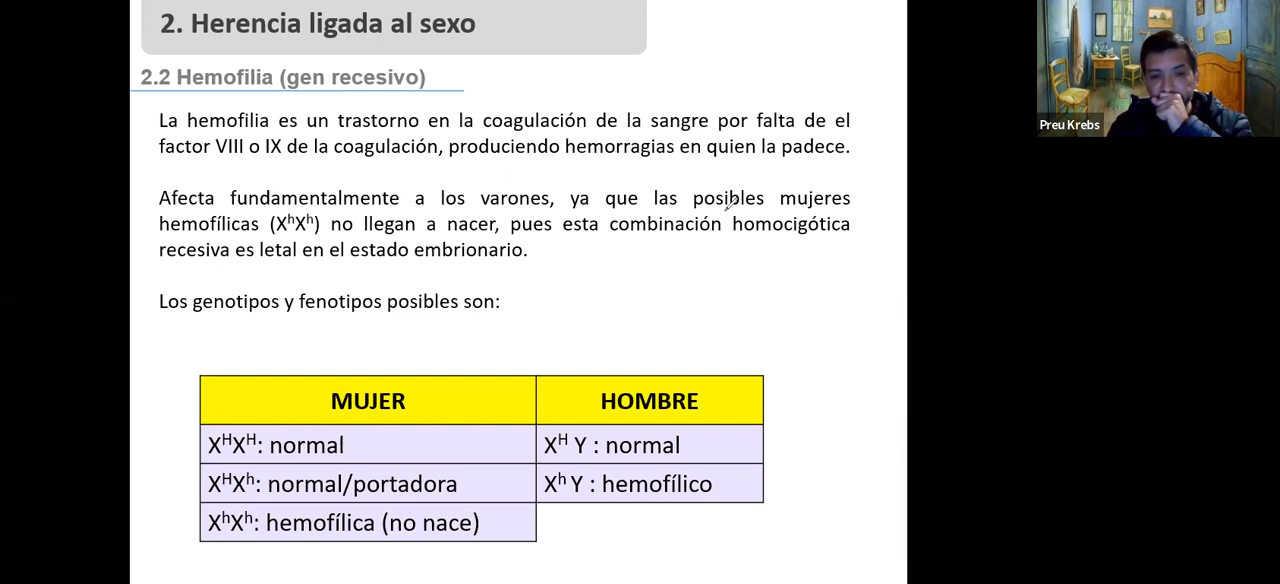 2. Herencia ligada al sexo
2.2 Hemofilia (gen recesivo)
La hemofilia es un trastorno en la coagulación de la sangre por falta de el
factor VIII o IX de la coagulación, produciendo hemorragias en quien la padece.
Afecta fundamentalmente a los varones, ya que las posibles mujeres
hemofílicas (XʰXʰ) no llegan a nacer, pues esta combinación homocigótica
recesiva es letal en el estado embrionario.
Los genotipos y fenotipos posibles son:
MUJER HOMBRE
XᴴXᴴ: normal Xᴴ Y : normal
XᴴXʰ: normal/portadora Xʰ Y : hemofílico
XʰXʰ: hemofílica (no nace)
Preu Krebs